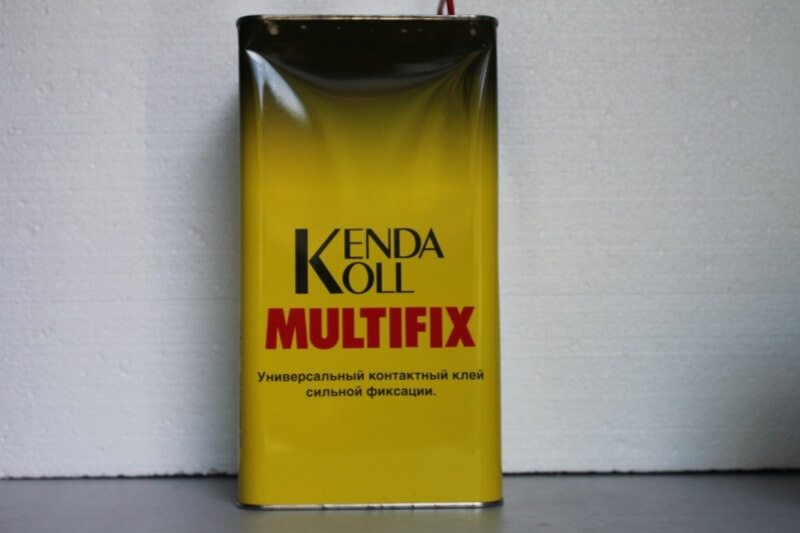 KENDA
KOLL
MULTIFIX
Универсальный контактный клей
сильной фиксации.